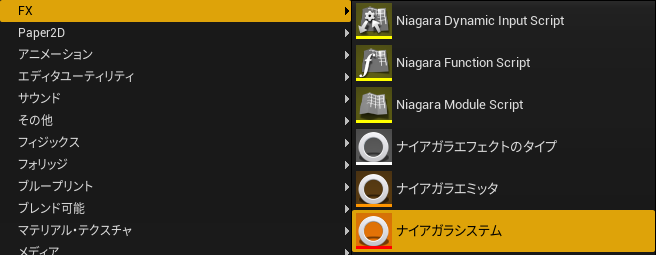 FX
Paper2D
アニメーション
エディタユーティリティ
サウンド
その他
フィジックス
フォリッジ
ブループリント
ブレンド可能
マテリアル・テクスチャ
メディア
Niagara Dynamic Input Script
Niagara Function Script
Niagara Module Script
ナイアガラエフェクトのタイプ
ナイアガラエミッタ
ナイアガラシステム